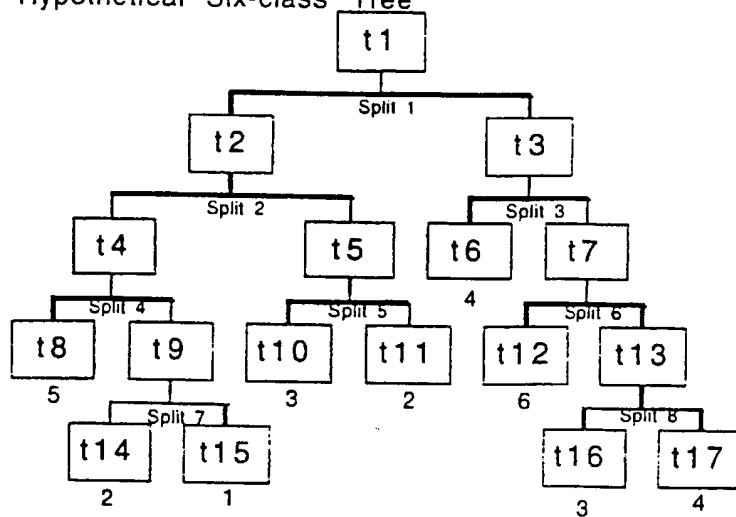 Hypothetical Six-class Tree
t1
Split 1
t2
t3
Split 2
Split 3
t4
t5
t6
t7
4
Split 4
Split 5
Split 6
t8
t9
t10
t11
t12
t13
5
3
2
6
Split 7
Split 8
t14
t15
t16
t17
2
1
3
4